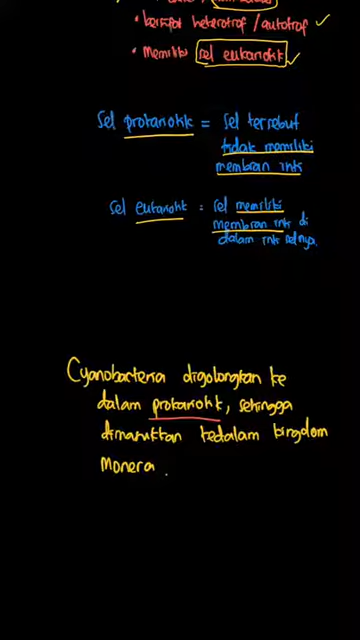 • bersifat heterotrof / autotrof ✓
• Memiliki sel eukariotik ✓
Sel prokariotik = Sel tersebut
tidak memiliki
membran inti
Sel eukariotik = sel memiliki
membran inti di
dalam inti selnya.
Cyanobacteria digolongkan ke
dalam prokariotik, sehingga
dimasukkan kedalam kingdom
Monera.